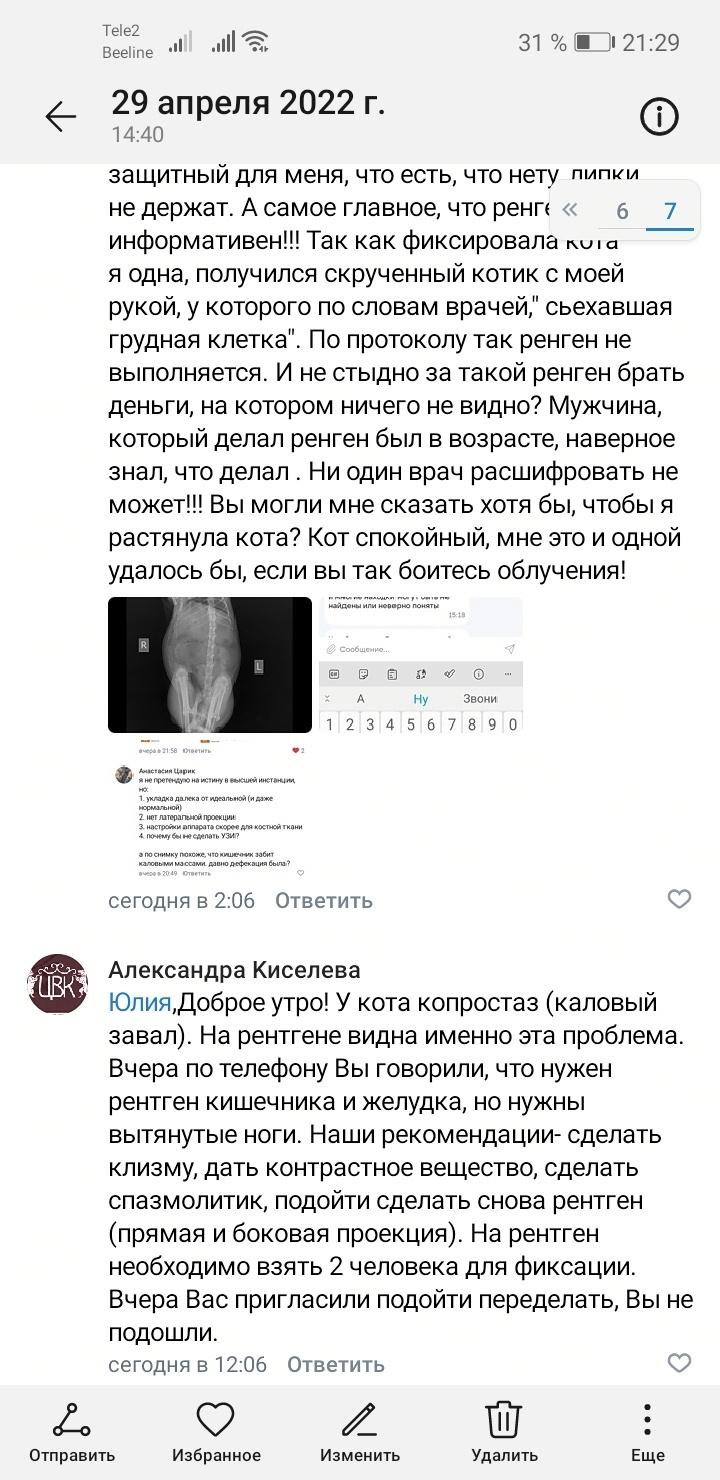 Tele2
Beeline
31 %
21:29
29 апреля 2022 г.
14:40
« 6 7
защитный для меня, что есть, что нету, липки
не держат. А самое главное, что ренге
информативен!!! Так как фиксировала кота
я одна, получился скрученный котик с моей
рукой, у которого по словам врачей," сьехавшая
грудная клетка". По протоколу так ренген не
выполняется. И не стыдно за такой ренген брать
деньги, на котором ничего не видно? Мужчина,
который делал ренген был в возрасте, наверное
знал, что делал . Ни один врач расшифровать не
может!!! Вы могли мне сказать хотя бы, чтобы я
растянула кота? Кот спокойный, мне это и одной
удалось бы, если вы так боитесь облучения!
R
L
и многие находки могут быть не
найдены или неверно поняты
15:18
Сообщение...
А Ну Звони
1 2 3 4 5 6 7 8 9 0
вчера в 21:58 Ответить 2
Анастасия Царик
я не претендую на истину в высшей инстанции,
но:
1. укладка далека от идеальной (и даже
нормальной)
2. нет латеральной проекции
3. настройки аппарата скорее для костной ткани
4. почему бы не сделать УЗИ?
а по снимку похоже, что кишечник забит
каловыми массами. давно дефекация была?
вчера в 20:49 Ответить
сегодня в 2:06 Ответить
ЦВК
Александра Киселева
Юлия,Доброе утро! У кота копростаз (каловый
завал). На рентгене видна именно эта проблема.
Вчера по телефону Вы говорили, что нужен
рентген кишечника и желудка, но нужны
вытянутые ноги. Наши рекомендации- сделать
клизму, дать контрастное вещество, сделать
спазмолитик, подойти сделать снова рентген
(прямая и боковая проекция). На рентген
необходимо взять 2 человека для фиксации.
Вчера Вас пригласили подойти переделать, Вы не
подошли.
сегодня в 12:06 Ответить
Отправить Избранное Изменить Удалить Еще